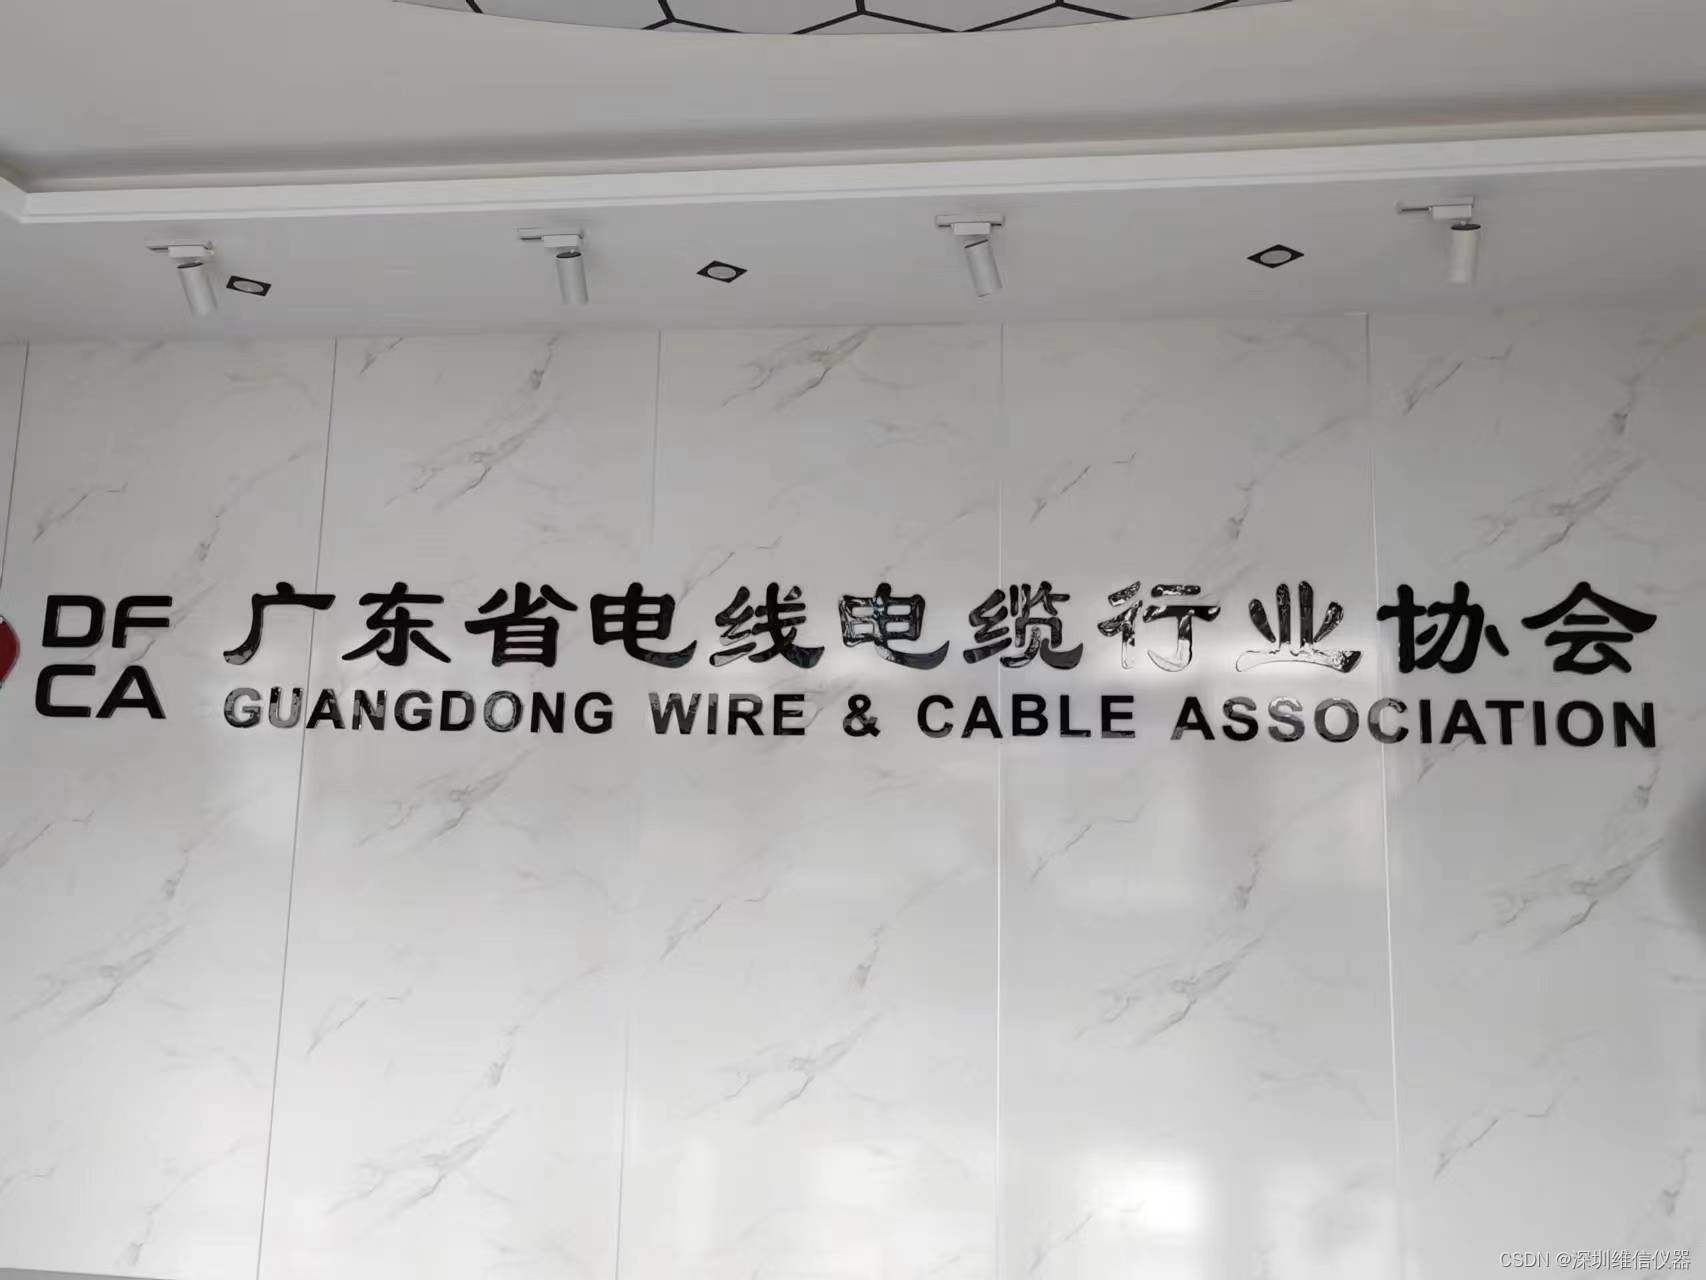 DF
CA
广东省电线电缆行业协会
GUANGDONG WIRE & CABLE ASSOCIATION
CSDN @深圳维信仪器